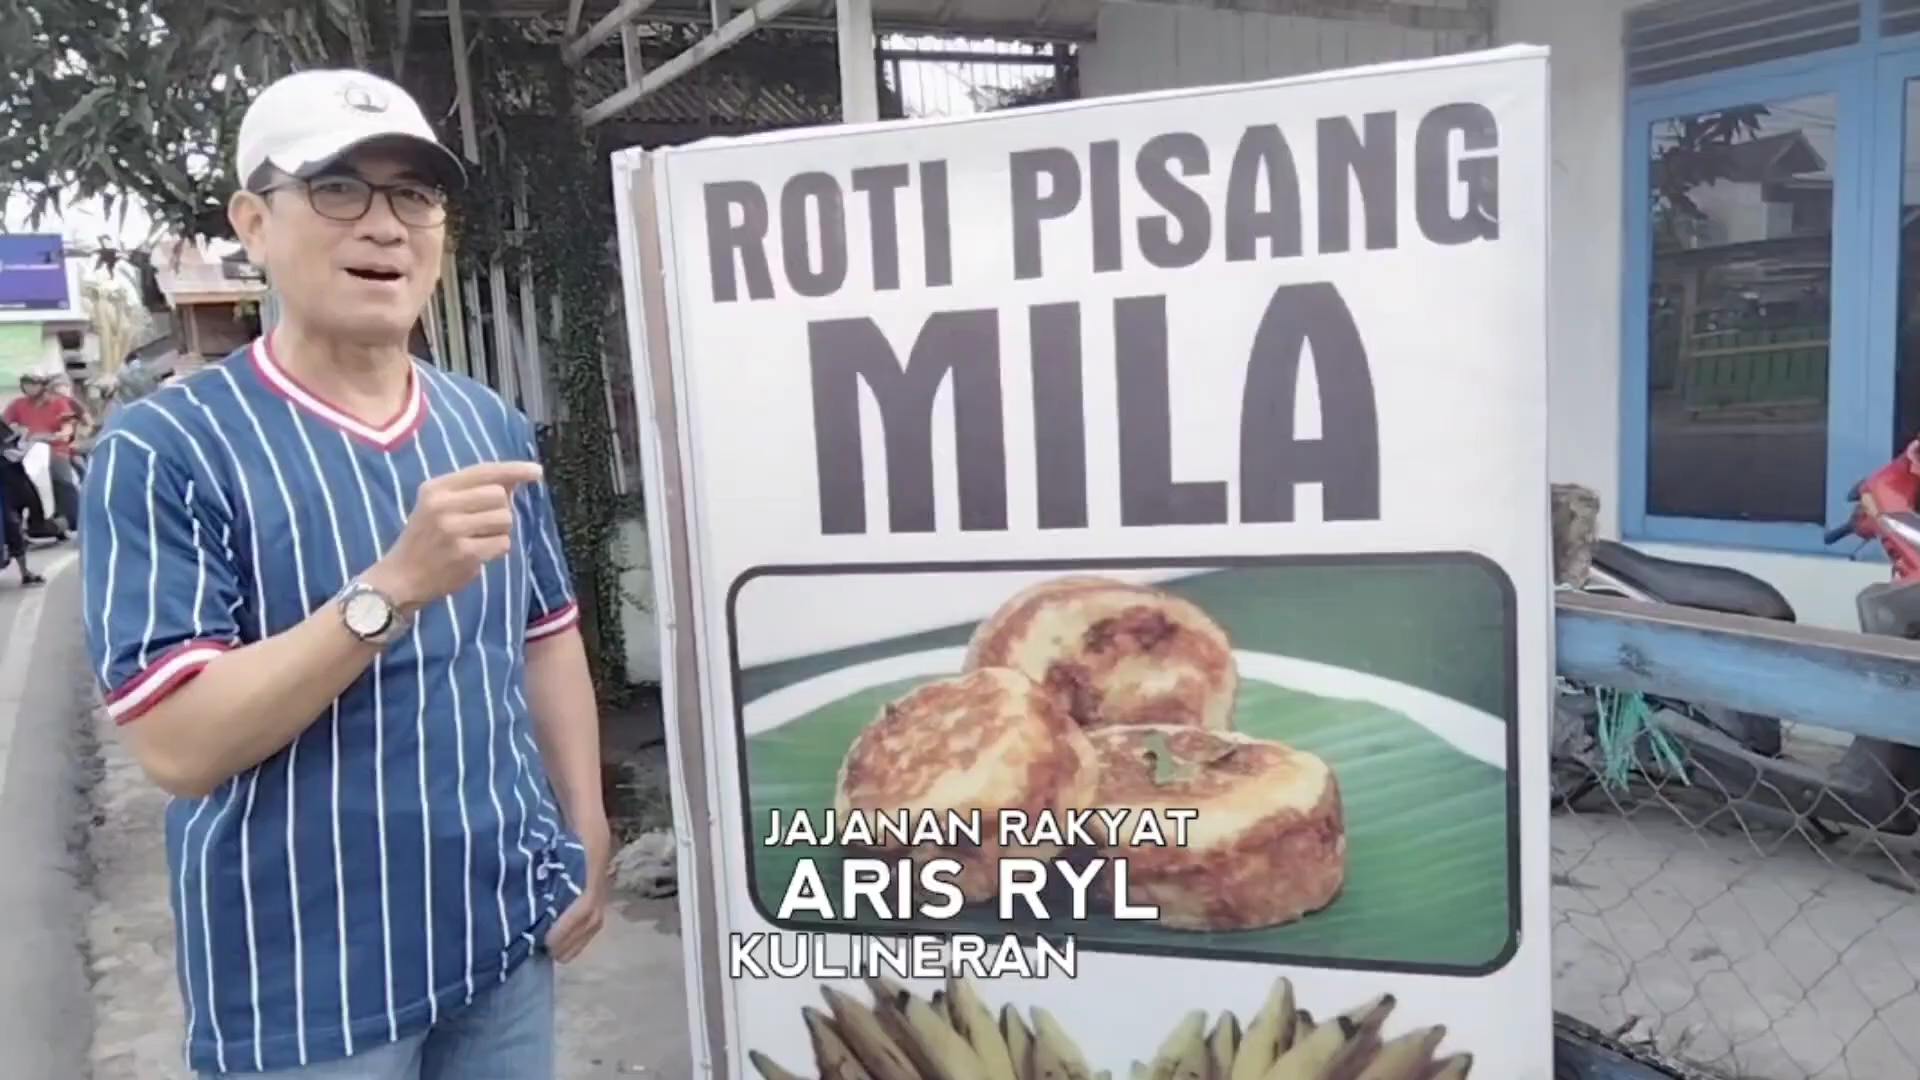 ROTI PISANG
MILA
JAJANAN RAKYAT
ARIS RYL
KULINERAN